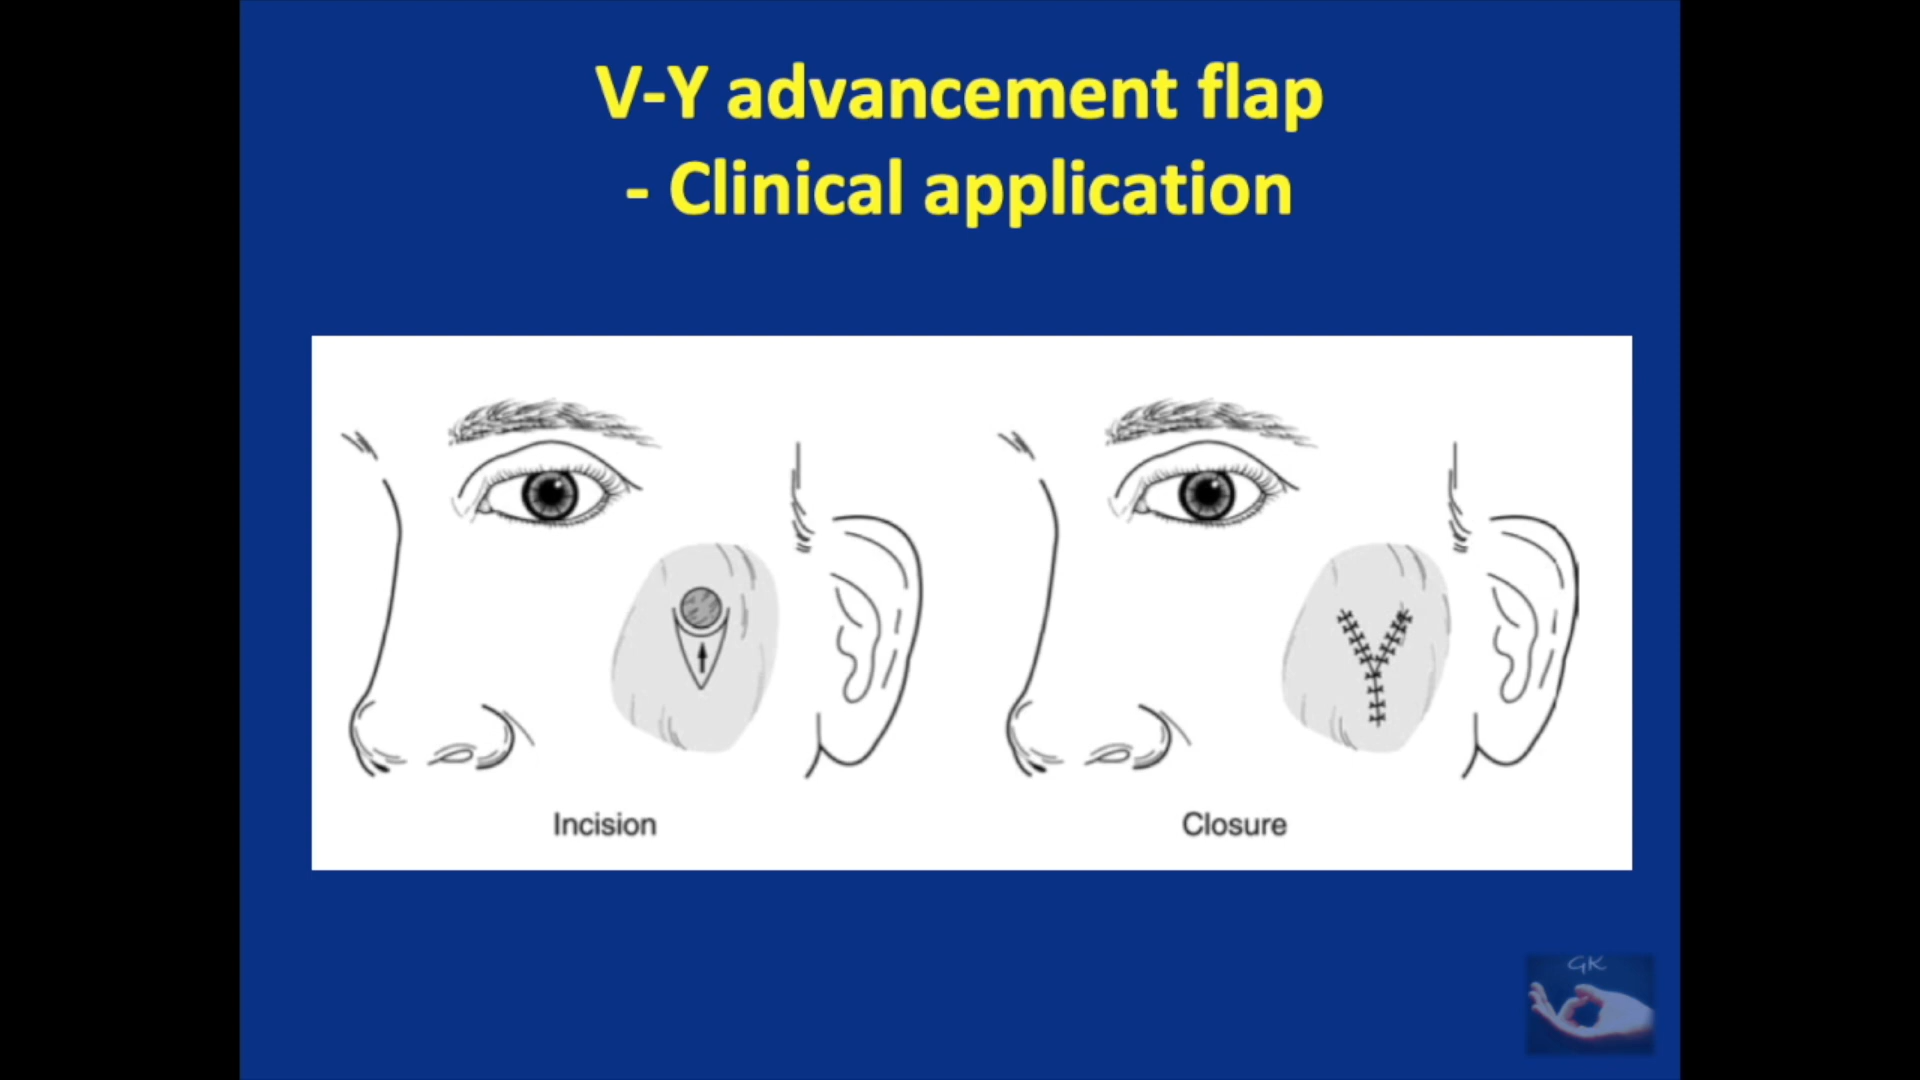 V-Y advancement flap
- Clinical application
Incision
Closure
GK